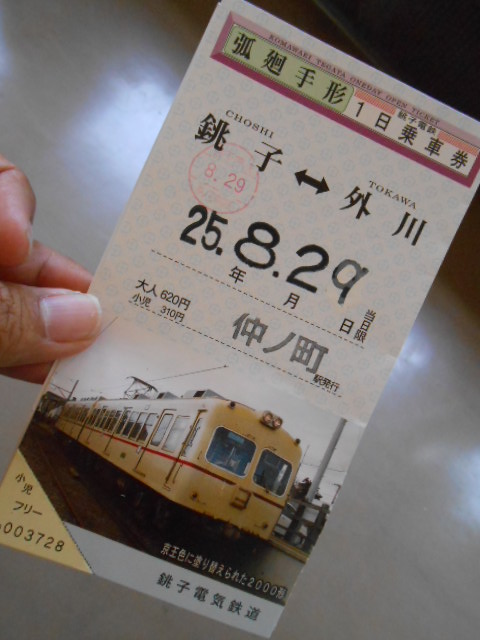 KOMAWARI TEGATA ONEDAY OPEN TICKET
弧廻手形
銚子電鉄
1日乗車券
CHOSHI
TOKAWA
銚子↔外川
8.29
25.8.29
年 月 日
当日限
大人 620円
小児 310円
仲ノ町
駅発行
小児
フリー
003728
京王色に塗り替えられた2000形
銚子電気鉄道